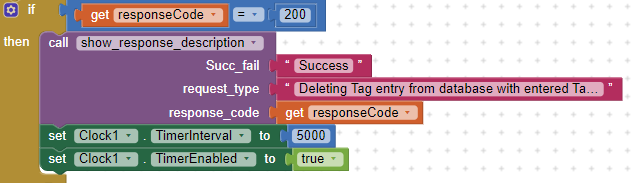 if get responseCode = 200
then call show_response_description
Succ_fail " Success "
request_type " Deleting Tag entry from database with entered Ta... "
response_code get responseCode
set Clock1 . TimerInterval to 5000
set Clock1 . TimerEnabled to true